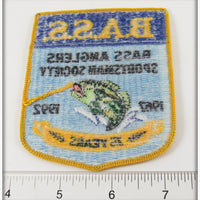 B.A.S.S.
BASS ANGLERS
SPORTSMAN SOCIETY
1967 1992
25 YEARS
4 5 6 7